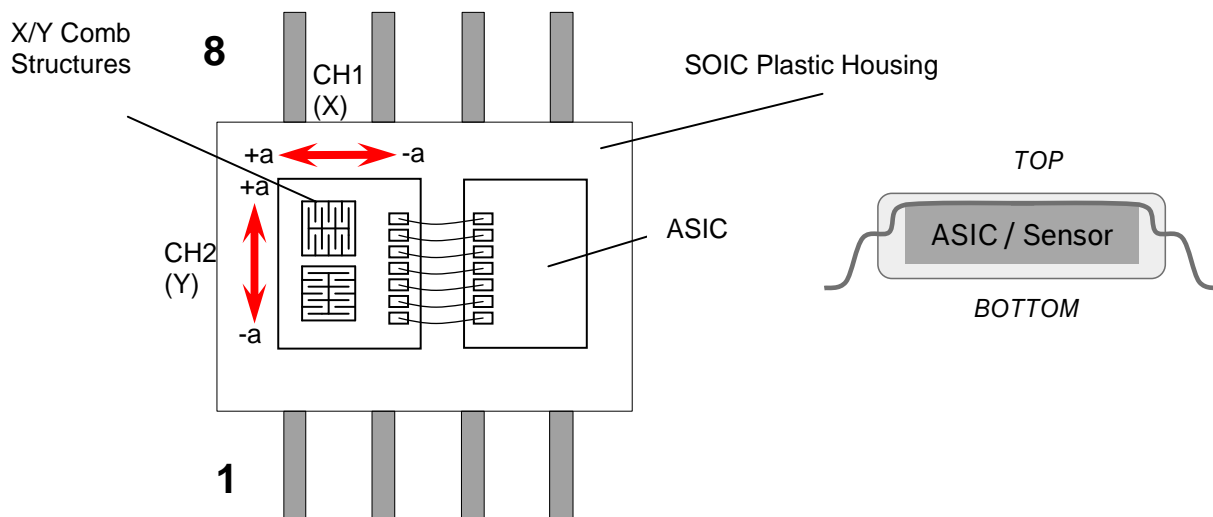 X/Y Comb
Structures
8
CH1
(X)
SOIC Plastic Housing
+a
-a
+a
CH2
(Y)
-a
ASIC
1
TOP
ASIC / Sensor
BOTTOM